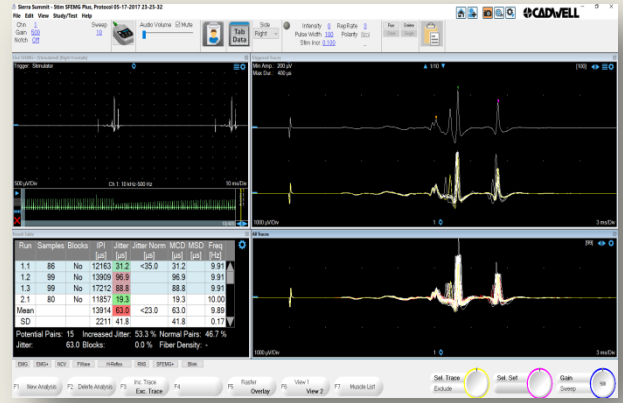 Sierra Summit - Stim SFEMG Plus, Protocol 05-17-2017 23-25-32
File Edit View Study/Test Help
CADWELL
Chn 1
Gain 500
Notch Off
Sweep 10
Audio Volume Mute
Tab Data
Side Right
Intensity 0 Rep Rate 3
Pulse Width 100 Polarity
Stim Incr 0.100
Trigger Stimulator
500 µV/Div Ch 1: 10 kHz-500 Hz 10 ms/Div
Min Amp.: 200 µV
Max Dur.: 400 µs
1/10
[100]
1000 µV/Div 1 3 ms/Div
Run Samples Blocks IPI [µs] Jitter [µs] Jitter Norm MCD [µs] MSD [µs] Freq [Hz]
1.1 86 No 12163 31.2 <35.0 31.2 9.91
1.2 99 No 13909 96.9 96.9 9.91
1.3 99 No 17212 88.8 88.8 9.91
2.1 80 No 11857 19.3 19.3 10.00
Mean 13914 63.0 <23.0 63.0 9.89
SD 2211 41.8 41.8 0.17
Potential Pairs: 15 Increased Jitter: 53.3 % Normal Pairs: 46.7 %
Jitter: 63.0 Blocks: 0.0 % Fiber Density: -
All Traces
[99]
1000 µV/Div 1 3 ms/Div
EMG EMG+ NCV F-Wave H-Reflex RNS SFEMG+ Blink
F1 New Analysis F2 Delete Analysis F3 Inc. Trace Exc. Trace F4 F5 Raster Overlay F6 View 1 View 2 F7 Muscle List
Sel. Trace Exclude
Sel. Set
Gain Sweep